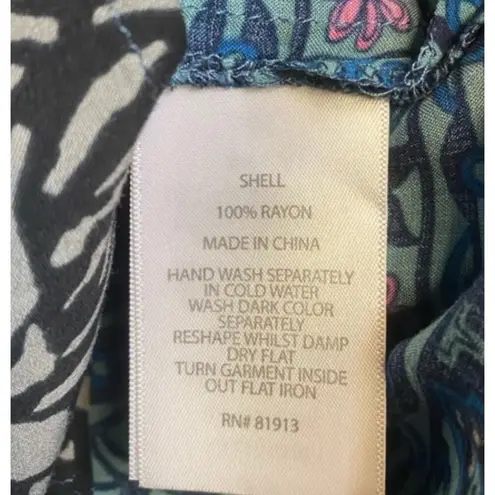 SHELL
100% RAYON
MADE IN CHINA
HAND WASH SEPARATELY
IN COLD WATER
WASH DARK COLOR
SEPARATELY
RESHAPE WHILST DAMP
DRY FLAT
TURN GARMENT INSIDE
OUT FLAT IRON
RN# 81913